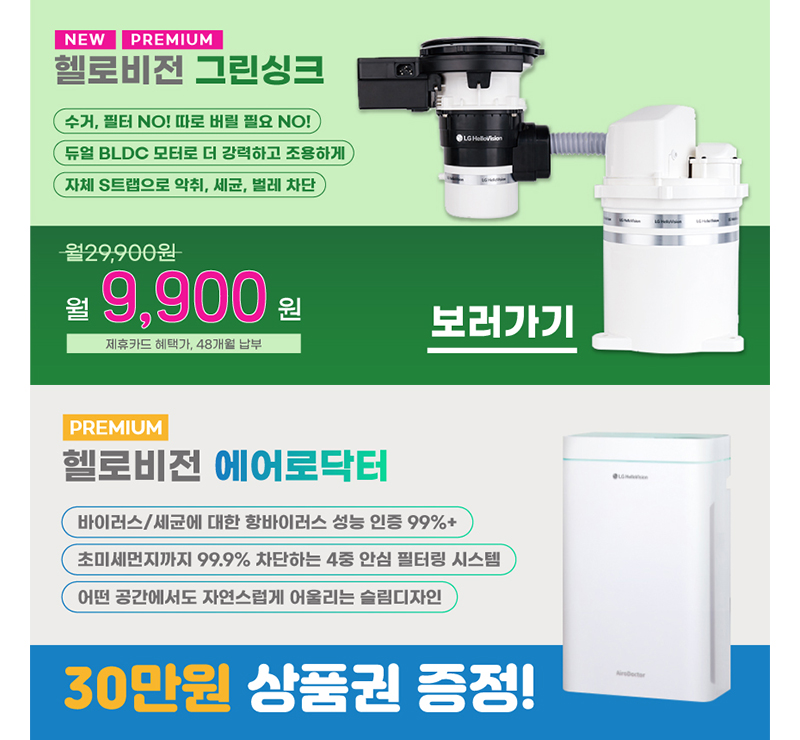 NEW PREMIUM
헬로비전 그린싱크
수거, 필터 NO! 따로 버릴 필요 NO!
듀얼 BLDC 모터로 더 강력하고 조용하게
자체 S트랩으로 악취, 세균, 벌레 차단
LG HelloVision
LG HelloVision
월29,900원
월 9,900 원
제휴카드 혜택가, 48개월 납부
보러가기
PREMIUM
헬로비전 에어로닥터
LG HelloVision
바이러스/세균에 대한 항바이러스 성능 인증 99%+
초미세먼지까지 99.9% 차단하는 4중 안심 필터링 시스템
어떤 공간에서도 자연스럽게 어울리는 슬림디자인
AeroDoctor
30만원 상품권 증정!